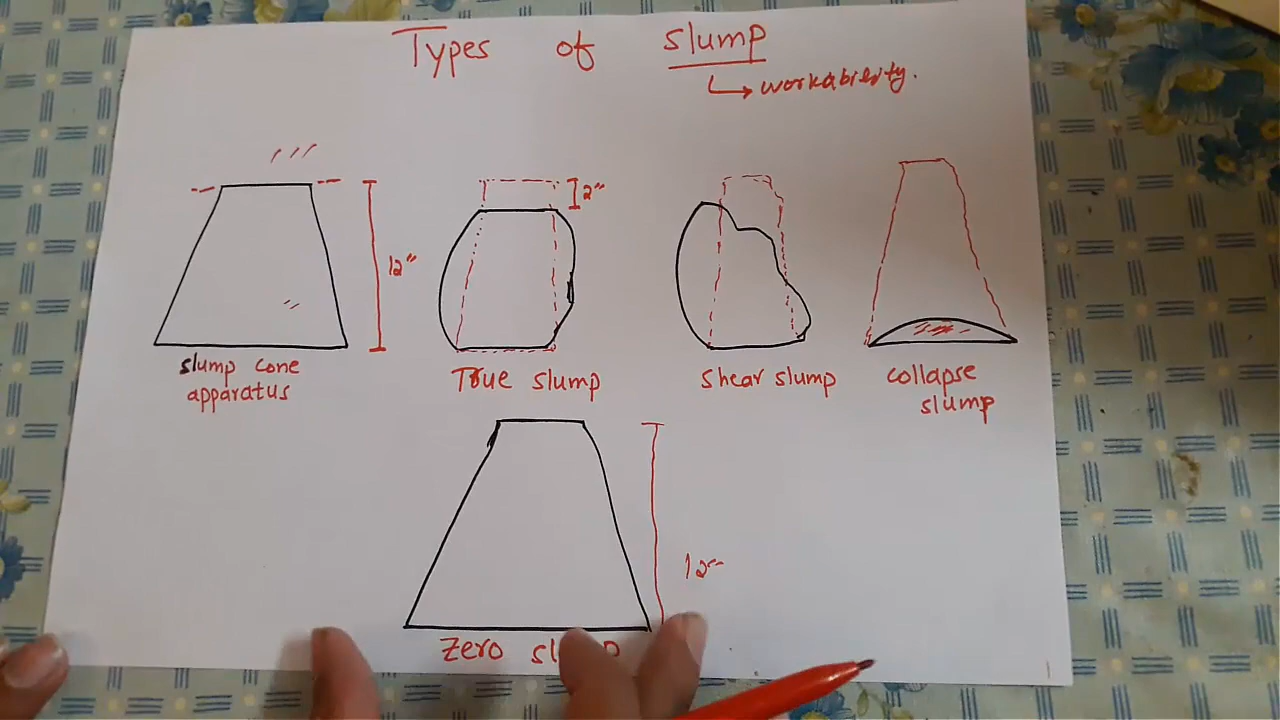 Types of slump
workability.
12"
2"
slump cone
apparatus
True slump
shear slump
collapse
slump
12"
Zero